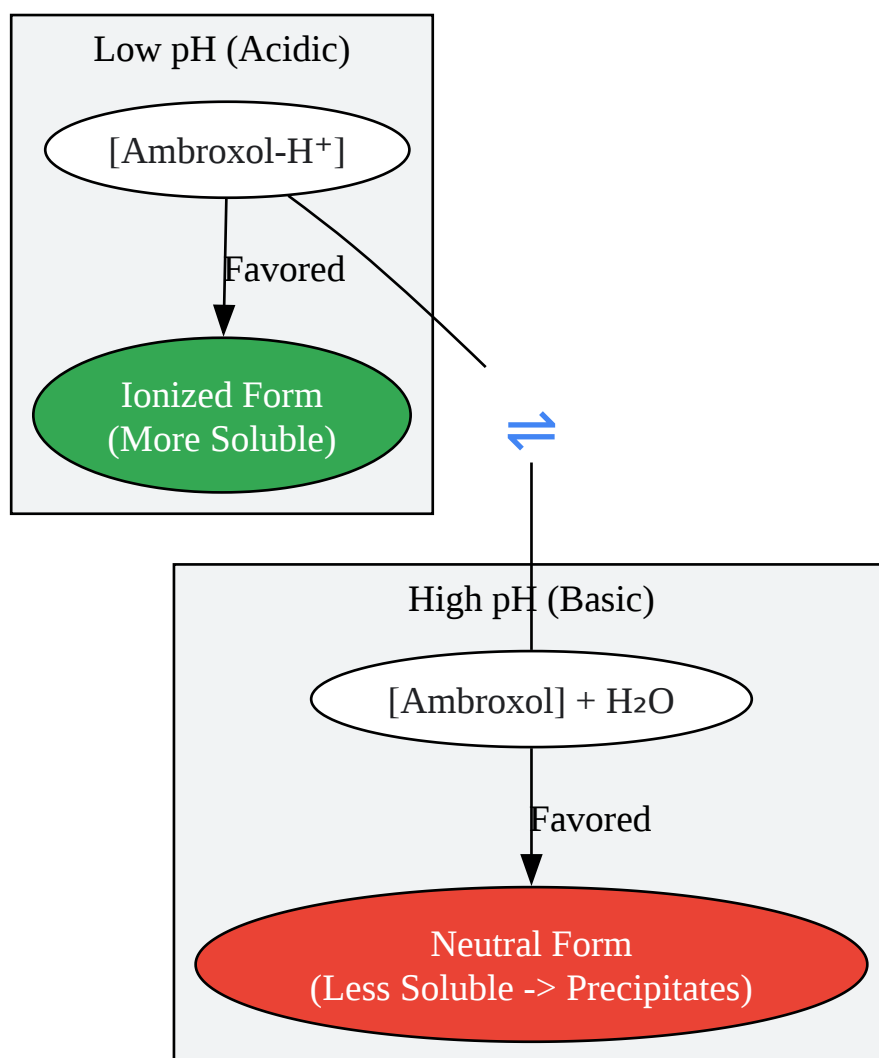 Low pH (Acidic)
[Ambroxol-H⁺]
Favored
Ionized Form
(More Soluble)
⇌
High pH (Basic)
[Ambroxol] + H₂O
Favored
Neutral Form
(Less Soluble -> Precipitates)